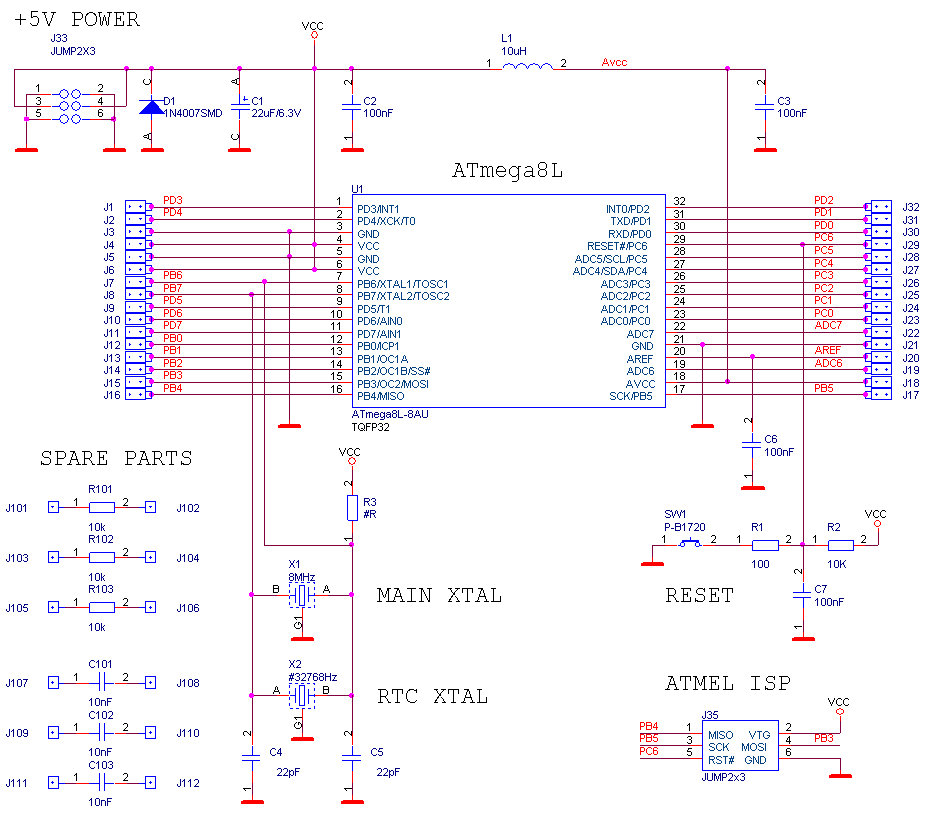 +5V POWER
J33
JUMP2X3
1 2
3 4
5 6
C
D1
1N4007SMD
A
A
+
C1
22uF/6.3V
C
VCC
2
C2
100nF
1
L1
10uH
1 2
Avcc
2
C3
100nF
1
ATmega8L
U1
J1 PD3 1 PD3/INT1
J2 PD4 2 PD4/XCK/T0
J3 3 GND
J4 4 VCC
J5 5 GND
J6 6 VCC
J7 PB6 7 PB6/XTAL1/TOSC1
J8 PB7 8 PB7/XTAL2/TOSC2
J9 PD5 9 PD5/T1
J10 PD6 10 PD6/AIN0
J11 PD7 11 PD7/AIN1
J12 PB0 12 PB0/ICP1
J13 PB1 13 PB1/OC1A
J14 PB2 14 PB2/OC1B/SS#
J15 PB3 15 PB3/OC2/MOSI
J16 PB4 16 PB4/MISO
INT0/PD2 32 PD2 J32
TXD/PD1 31 PD1 J31
RXD/PD0 30 PD0 J30
RESET#/PC6 29 PC6 J29
ADC5/SCL/PC5 28 PC5 J28
ADC4/SDA/PC4 27 PC4 J27
ADC3/PC3 26 PC3 J26
ADC2/PC2 25 PC2 J25
ADC1/PC1 24 PC1 J24
ADC0/PC0 23 PC0 J23
ADC7 22 ADC7 J22
GND 21 J21
AREF 20 AREF J20
ADC6 19 ADC6 J19
AVCC 18 J18
SCK/PB5 17 PB5 J17
ATmega8L-8AU
TQFP32
2
C6
100nF
1
SPARE PARTS
R101
J101 1 2 J102
10k
R102
J103 1 2 J104
10k
R103
J105 1 2 J106
10k
C101
J107 1 2 J108
10nF
C102
J109 1 2 J110
10nF
C103
J111 1 2 J112
10nF
VCC
2
R3
#R
1
X1
8MHz
B A
G1
MAIN XTAL
X2
#32768Hz
A B
G1
RTC XTAL
2
C4
22pF
1
2
C5
22pF
1
SW1
P-B1720
1 2
R1
1 2
100
R2
1 2
10K
VCC
RESET
2
C7
100nF
1
ATMEL ISP
VCC
J35
PB4 1 MISO VTG 2
PB5 3 SCK MOSI 4 PB3
PC6 5 RST# GND 6
JUMP2x3